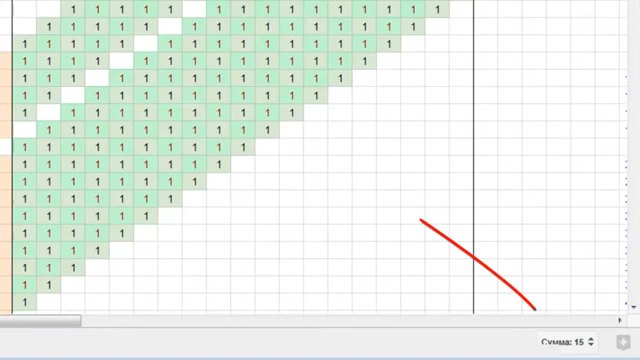 1 1 1 1 1 1 1 1 1 1 1 1 1 1 1
1 1 1 1 1 1 1 1 1 1 1 1 1 1 1
1 1 1 1 1 1 1 1 1 1 1 1 1 1 1
1 1 1 1 1 1 1 1 1 1 1 1 1 1
1 1 1 1 1 1 1 1 1 1 1 1 1
1 1 1 1 1 1 1 1 1 1 1 1
1 1 1 1 1 1 1 1 1 1 1
1 1 1 1 1 1 1 1 1 1
1 1 1 1 1 1 1 1 1 1
1 1 1 1 1 1 1 1 1
1 1 1 1 1 1 1 1
1 1 1 1 1 1 1
1 1 1 1 1 1
1 1 1 1 1
1 1 1 1
1 1 1
1 1
1
Сумма: 15